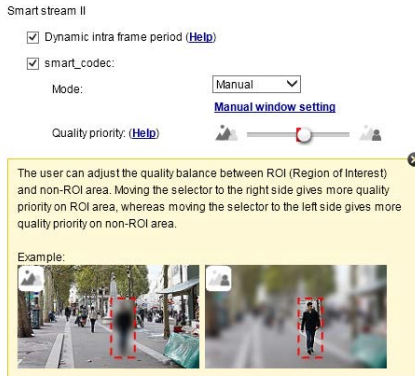 Smart stream II
Dynamic intra frame period (Help)
smart_codec:
Mode: Manual
Manual window setting
Quality priority: (Help)
The user can adjust the quality balance between ROI (Region of Interest)
and non-ROI area. Moving the selector to the right side gives more quality
priority on ROI area, whereas moving the selector to the left side gives more
quality priority on non-ROI area.
Example: